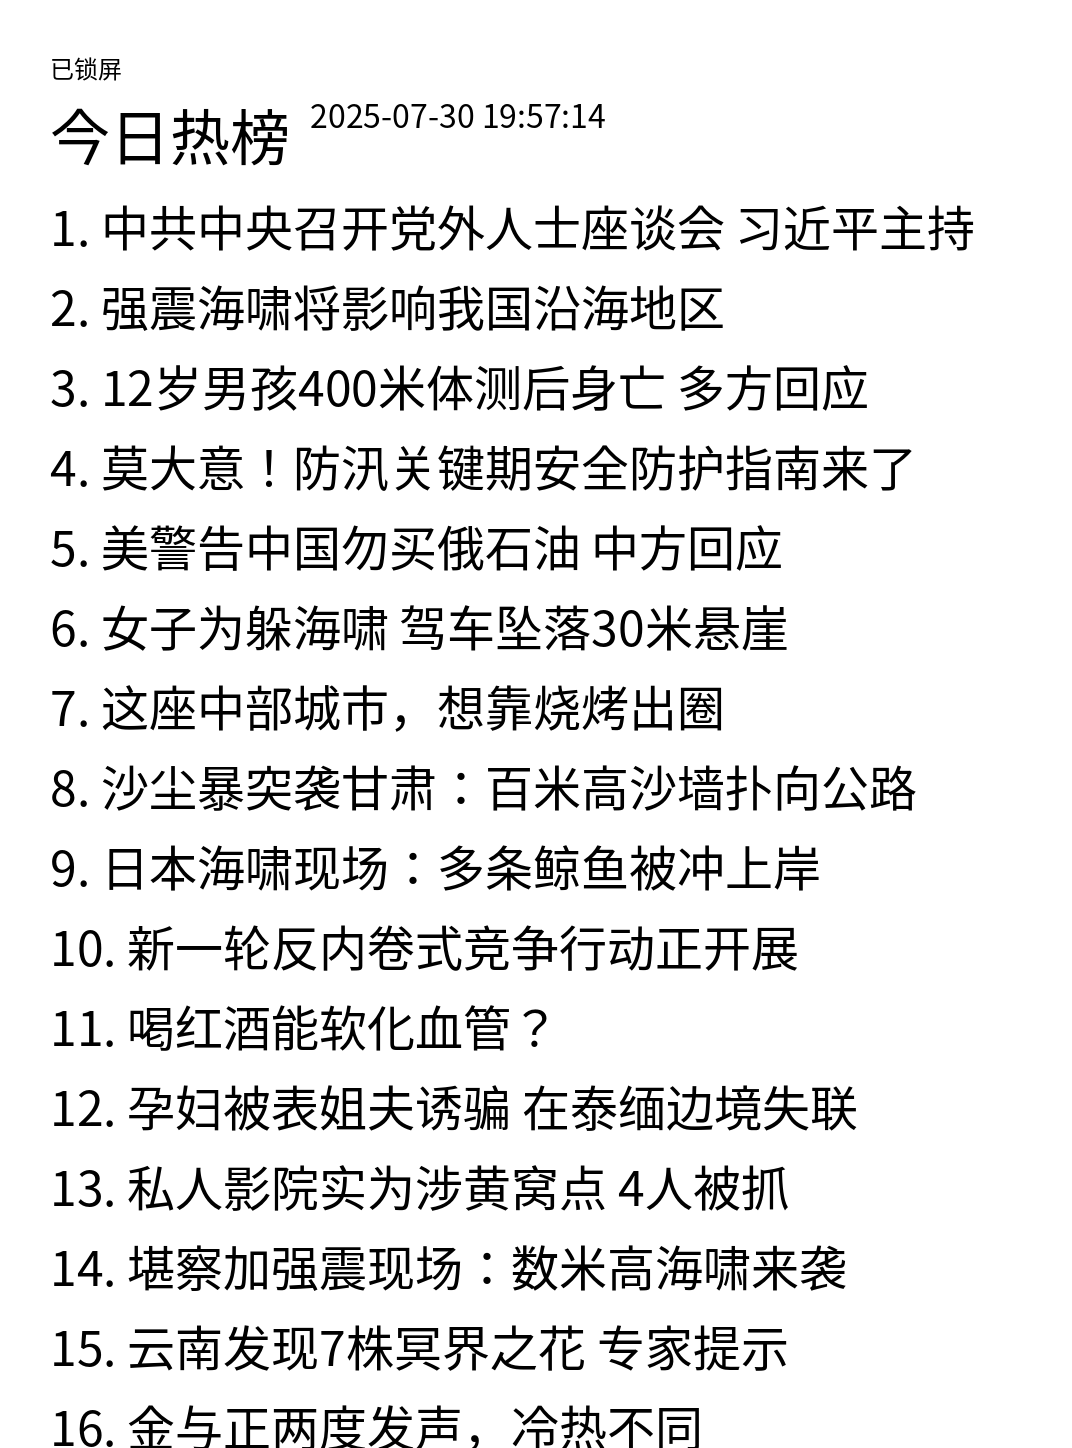 已锁屏
今日热榜 2025-07-30 19:57:14
1. 中共中央召开党外人士座谈会 习近平主持
2. 强震海啸将影响我国沿海地区
3. 12岁男孩400米体测后身亡 多方回应
4. 莫大意！防汛关键期安全防护指南来了
5. 美警告中国勿买俄石油 中方回应
6. 女子为躲海啸 驾车坠落30米悬崖
7. 这座中部城市，想靠烧烤出圈
8. 沙尘暴突袭甘肃：百米高沙墙扑向公路
9. 日本海啸现场：多条鲸鱼被冲上岸
10. 新一轮反内卷式竞争行动正开展
11. 喝红酒能软化血管？
12. 孕妇被表姐夫诱骗 在泰缅边境失联
13. 私人影院实为涉黄窝点 4人被抓
14. 堪察加强震现场：数米高海啸来袭
15. 云南发现7株冥界之花 专家提示
16. 金与正两度发声，冷热不同